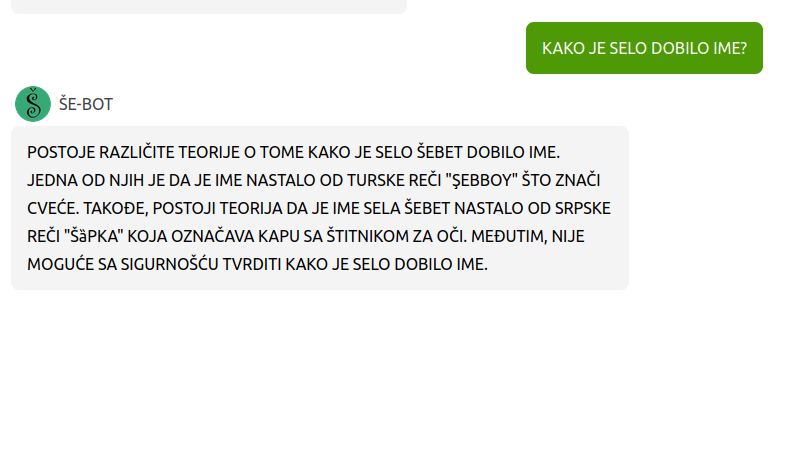 KAKO JE SELO DOBILO IME?
ŠE-BOT
POSTOJE RAZLIČITE TEORIJE O TOME KAKO JE SELO ŠEBET DOBILO IME.
JEDNA OD NJIH JE DA JE IME NASTALO OD TURSKE REČI "ŞEBBOY" ŠTO ZNAČI
CVEĆE. TAKOĐE, POSTOJI TEORIJA DA JE IME SELA ŠEBET NASTALO OD SRPSKE
REČI "ŠȁPKA" KOJA OZNAČAVA KAPU SA ŠTITNIKOM ZA OČI. MEĐUTIM, NIJE
MOGUĆE SA SIGURNOŠĆU TVRDITI KAKO JE SELO DOBILO IME.